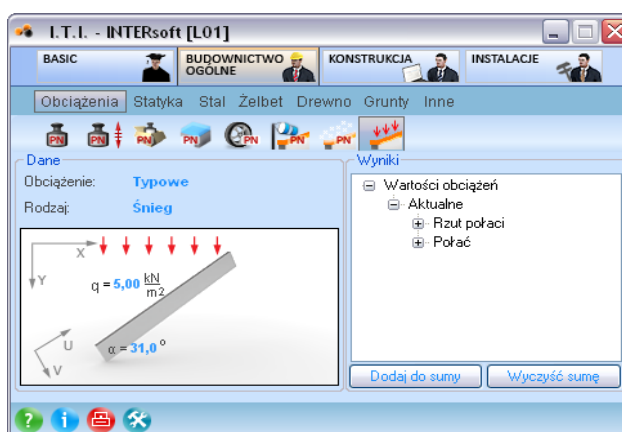 I.T.I. - INTERsoft [L01]
BASIC
BUDOWNICTWO OGÓLNE
KONSTRUKCJA
INSTALACJE
Obciążenia Statyka Stal Żelbet Drewno Grunty Inne
PN PN PN PN PN PN PN
Dane
Obciążenie: Typowe
Rodzaj: Śnieg
X
Y
q = 5,00 kN/m2
U
V
α = 31,0 °
Wyniki
Wartości obciążeń
Aktualne
Rzut połaci
Połać
Dodaj do sumy
Wyczyść sumę